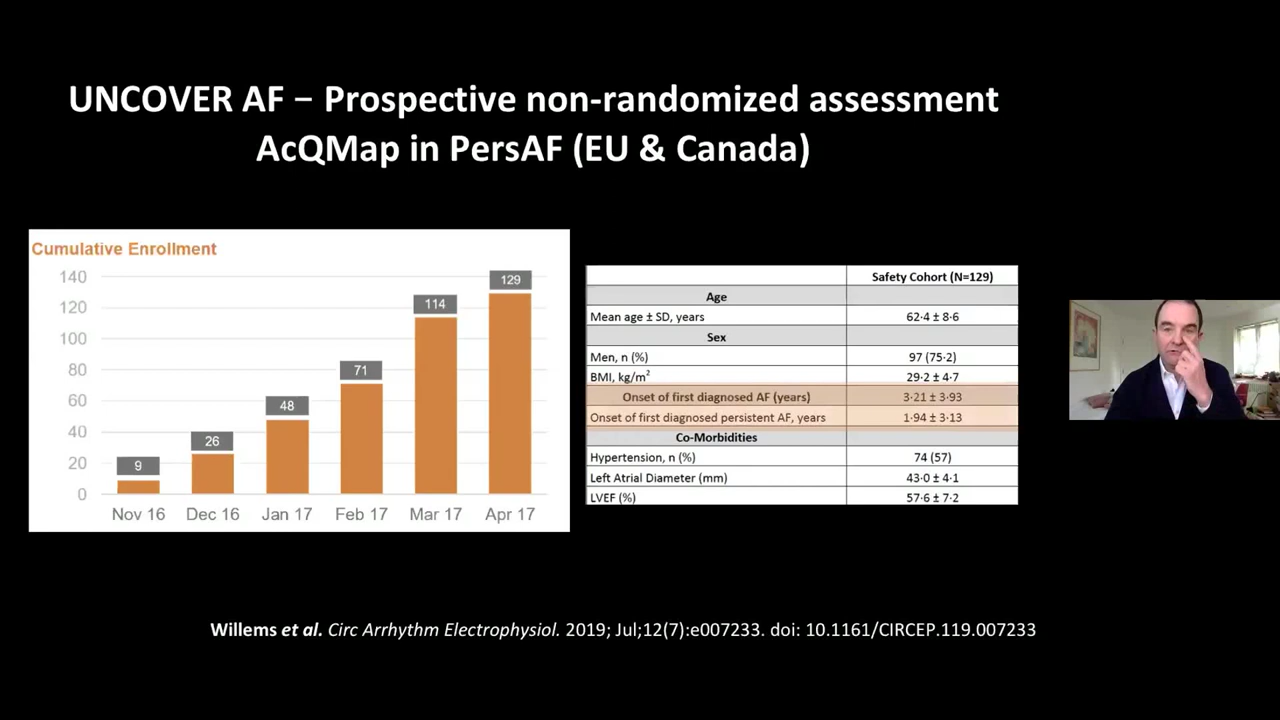 UNCOVER AF – Prospective non-randomized assessment
AcQMap in PersAF (EU & Canada)
Cumulative Enrollment
140
120
100
80
60
40
20
0
9
26
48
71
114
129
Nov 16 Dec 16 Jan 17 Feb 17 Mar 17 Apr 17
Safety Cohort (N=129)
Age
Mean age ± SD, years 62·4 ± 8·6
Sex
Men, n (%) 97 (75·2)
BMI, kg/m² 29·2 ± 4·7
Onset of first diagnosed AF (years) 3·21 ± 3·93
Onset of first diagnosed persistent AF, years 1·94 ± 3·13
Co-Morbidities
Hypertension, n (%) 74 (57)
Left Atrial Diameter (mm) 43·0 ± 4·1
LVEF (%) 57·6 ± 7·2
Willems et al. Circ Arrhythm Electrophysiol. 2019; Jul;12(7):e007233. doi: 10.1161/CIRCEP.119.007233